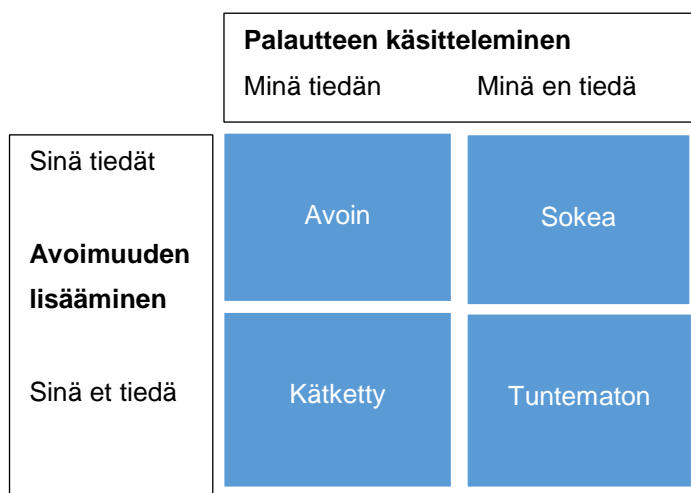 Palautteen käsitteleminen
Minä tiedän Minä en tiedä
Sinä tiedät
Avoin Sokea
Avoimuuden
lisääminen
Sinä et tiedä Kätketty Tuntematon